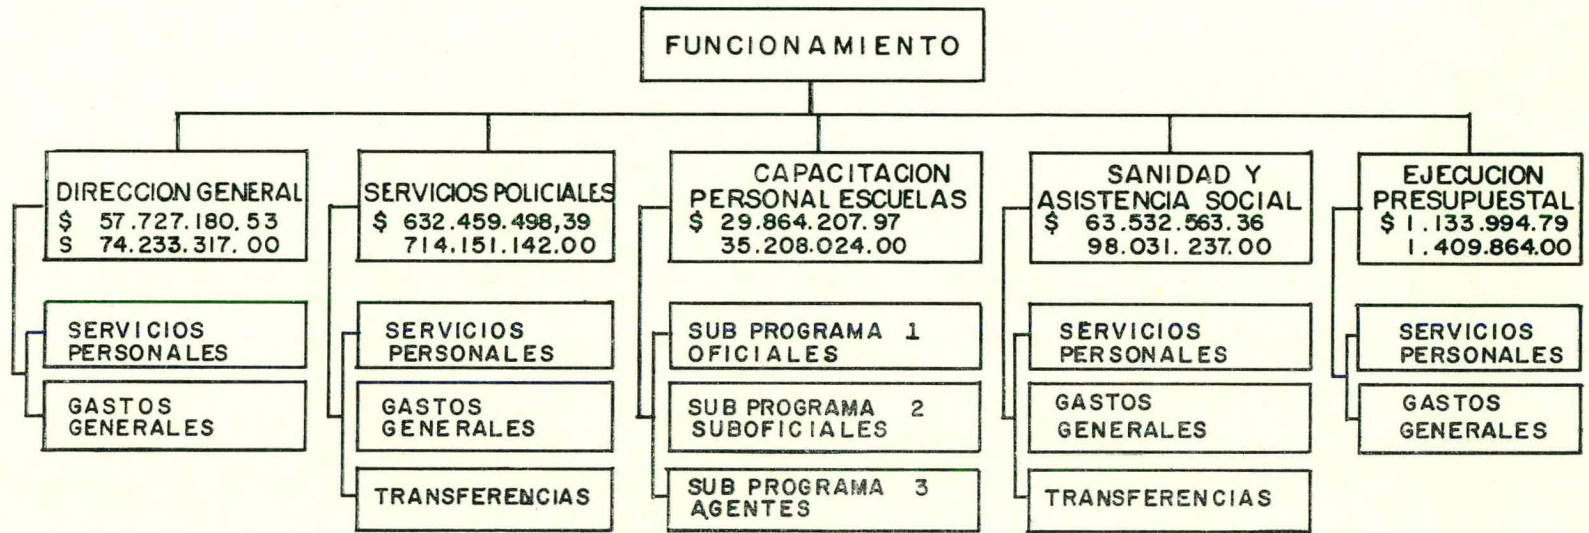 FUNCIONAMIENTO
DIRECCION GENERAL
$ 57.727.180.53
S 74.233.317.00
SERVICIOS PERSONALES
GASTOS GENERALES
SERVICIOS POLICIALES
$ 632.459.498,39
714.151.142.00
SERVICIOS PERSONALES
GASTOS GENERALES
TRANSFERENCIAS
CAPACITACION
PERSONAL ESCUELAS
$ 29.864.207.97
35.208.024.00
SUB PROGRAMA 1
OFICIALES
SUB PROGRAMA 2
SUBOFICIALES
SUB PROGRAMA 3
AGENTES
SANIDAD Y
ASISTENCIA SOCIAL
$ 63.532.563.36
98.031.237.00
SERVICIOS
PERSONALES
GASTOS
GENERALES
TRANSFERENCIAS
EJECUCION
PRESUPUESTAL
$ 1.133.994.79
1.409.864.00
SERVICIOS
PERSONALES
GASTOS
GENERALES